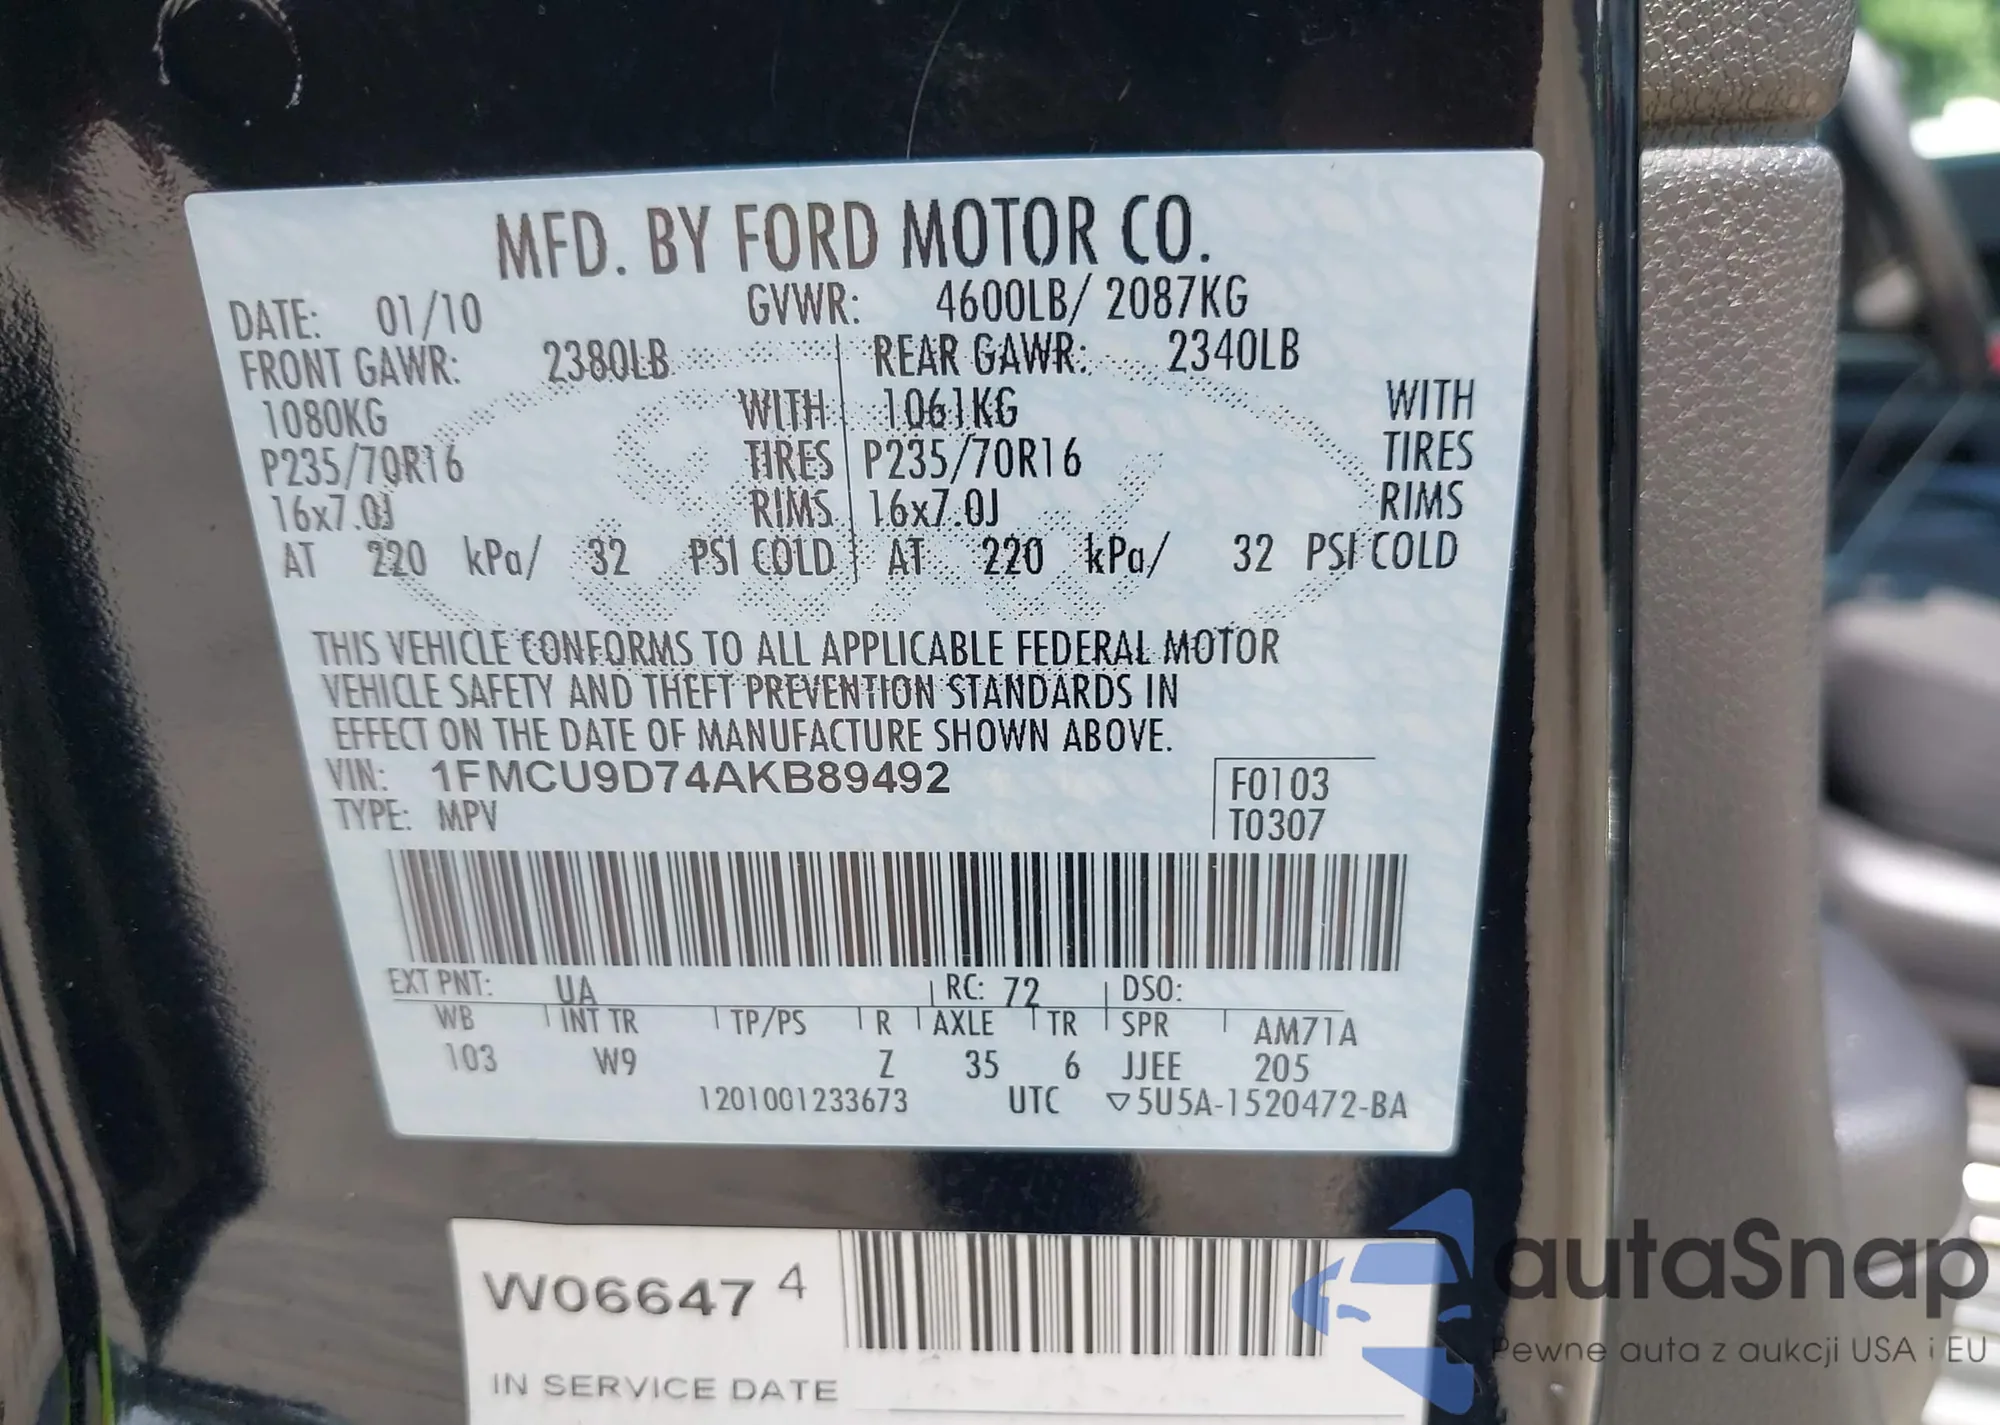 MFD. BY FORD MOTOR CO.
DATE: 01/10 GVWR: 4600LB/ 2087KG
FRONT GAWR: 2380LB REAR GAWR: 2340LB
1080KG WITH 1061KG WITH
P235/70R16 TIRES P235/70R16 TIRES
16x7.0J RIMS 16x7.0J RIMS
AT 220 kPa/ 32 PSI COLD AT 220 kPa/ 32 PSI COLD
THIS VEHICLE CONFORMS TO ALL APPLICABLE FEDERAL MOTOR
VEHICLE SAFETY AND THEFT PREVENTION STANDARDS IN
EFFECT ON THE DATE OF MANUFACTURE SHOWN ABOVE.
VIN: 1FMCU9D74AKB89492 F0103
TYPE: MPV T0307
EXT PNT: UA RC: 72 DSO:
WB INT TR TP/PS R AXLE TR SPR AM71A
103 W9 Z 35 6 JJEE 205
1201001233673 UTC ▽5U5A-1520472-BA
W06647 4
IN SERVICE DATE
autaSnap
Pewne auta z aukcji USA i EU